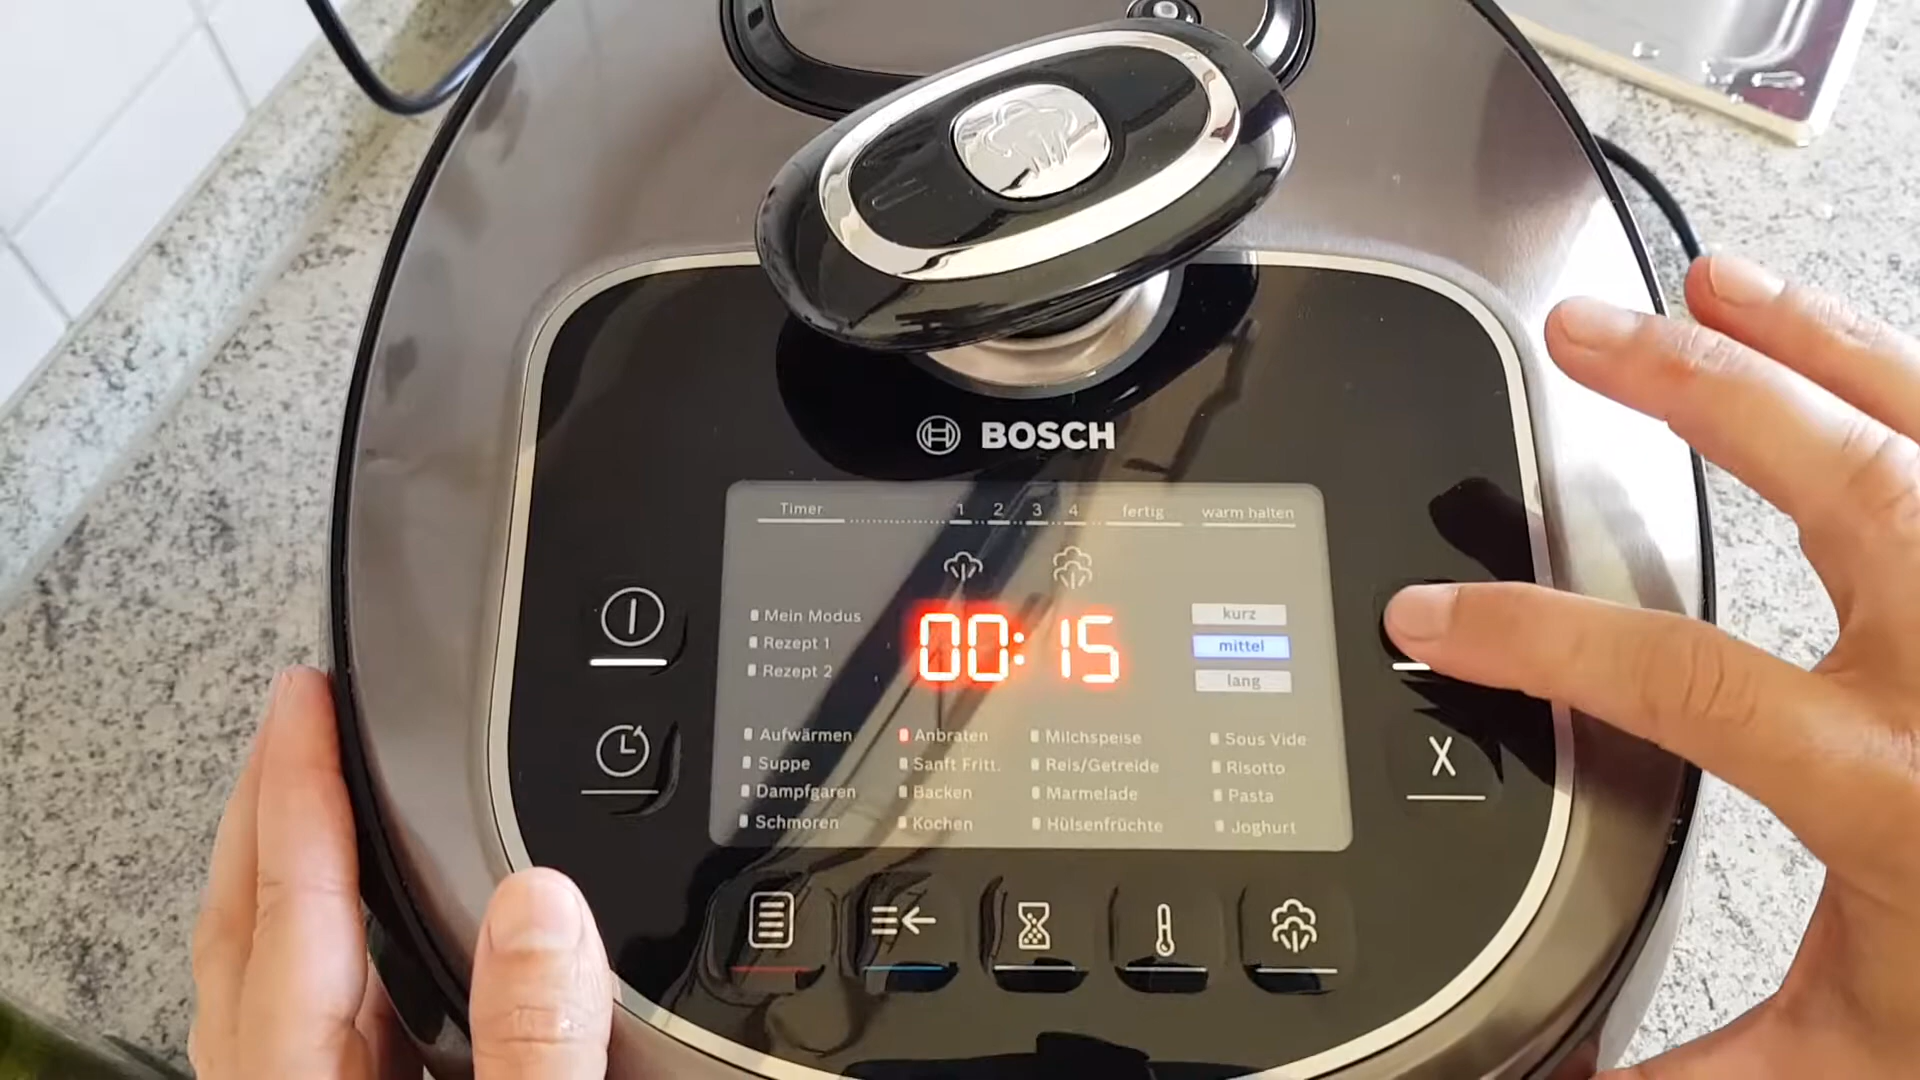 BOSCH
Timer 1 2 3 4 fertig warm halten
Mein Modus
Rezept 1
Rezept 2
00:15
kurz
mittel
lang
Aufwärmen Anbraten Milchspeise Sous Vide
Suppe Sanft Fritt. Reis/Getreide Risotto
Dampfgaren Backen Marmelade Pasta
Schmoren Kochen Hülsenfrüchte Joghurt